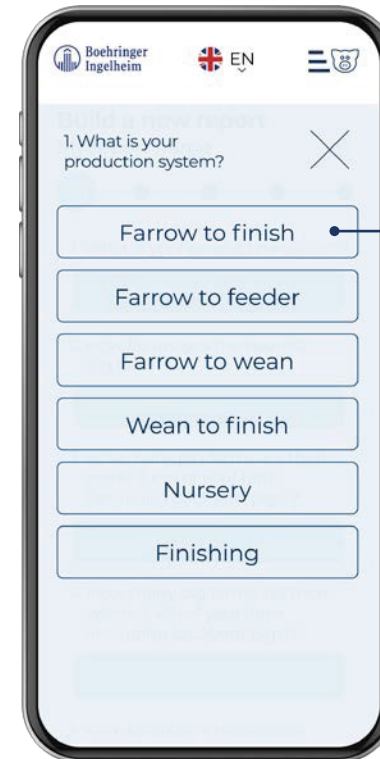 Boehringer
Ingelheim
EN
Build a new report
1. What is your
production system?
Farrow to finish
Farrow to feeder
Farrow to wean
Wean to finish
Nursery
Finishing